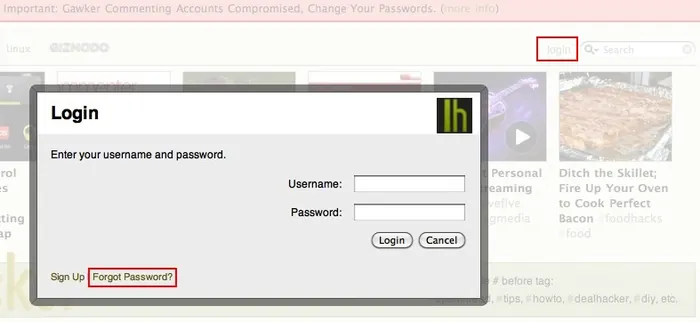 Important: Gawker Commenting Accounts Compromised, Change Your Passwords. (more info)
linux GIZMODO login Search
Login lh
Enter your username and password.
Username:
Password:
Login Cancel
Sign Up Forgot Password?
Personal
Ditch the Skillet;
Fire Up Your Oven
to Cook Perfect
Bacon #foodhacks
#food
# before tag:
#tips, #howto, #dealhacker, #diy, etc.